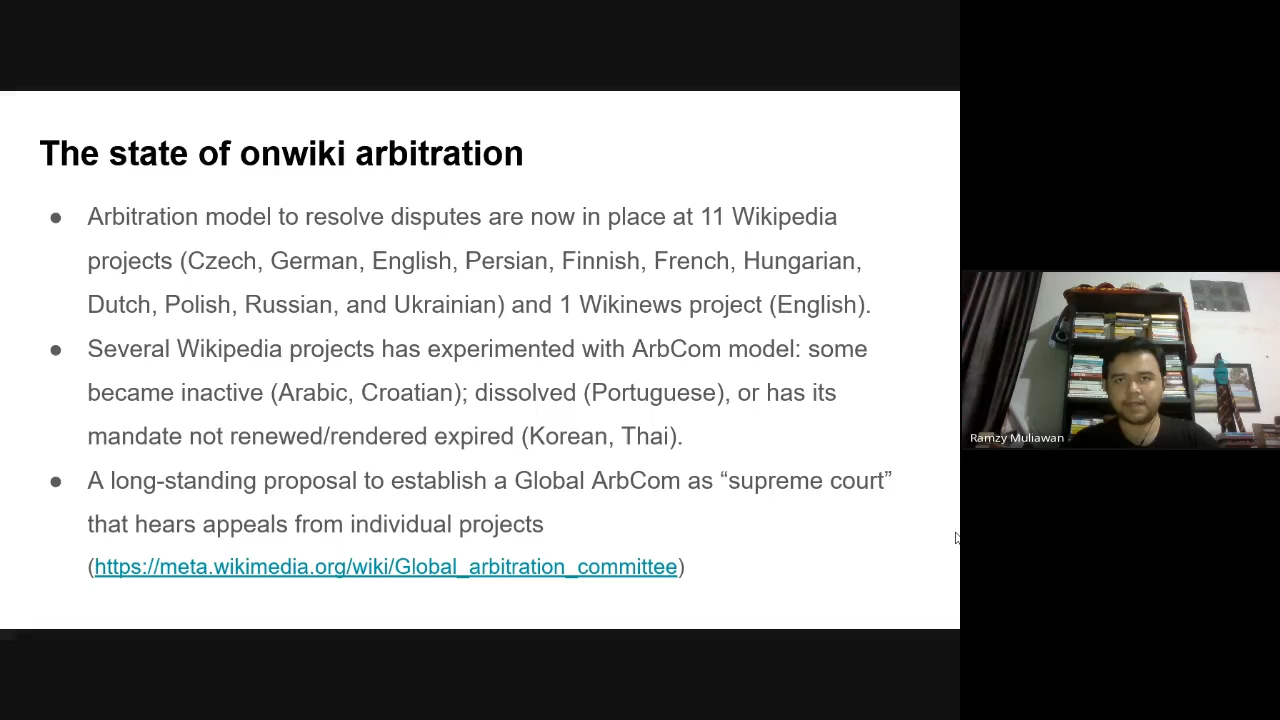 The state of onwiki arbitration
● Arbitration model to resolve disputes are now in place at 11 Wikipedia
projects (Czech, German, English, Persian, Finnish, French, Hungarian,
Dutch, Polish, Russian, and Ukrainian) and 1 Wikinews project (English).
● Several Wikipedia projects has experimented with ArbCom model: some
became inactive (Arabic, Croatian); dissolved (Portuguese), or has its
mandate not renewed/rendered expired (Korean, Thai).
● A long-standing proposal to establish a Global ArbCom as “supreme court”
that hears appeals from individual projects
(https://meta.wikimedia.org/wiki/Global_arbitration_committee)
Ramzy Muliawan